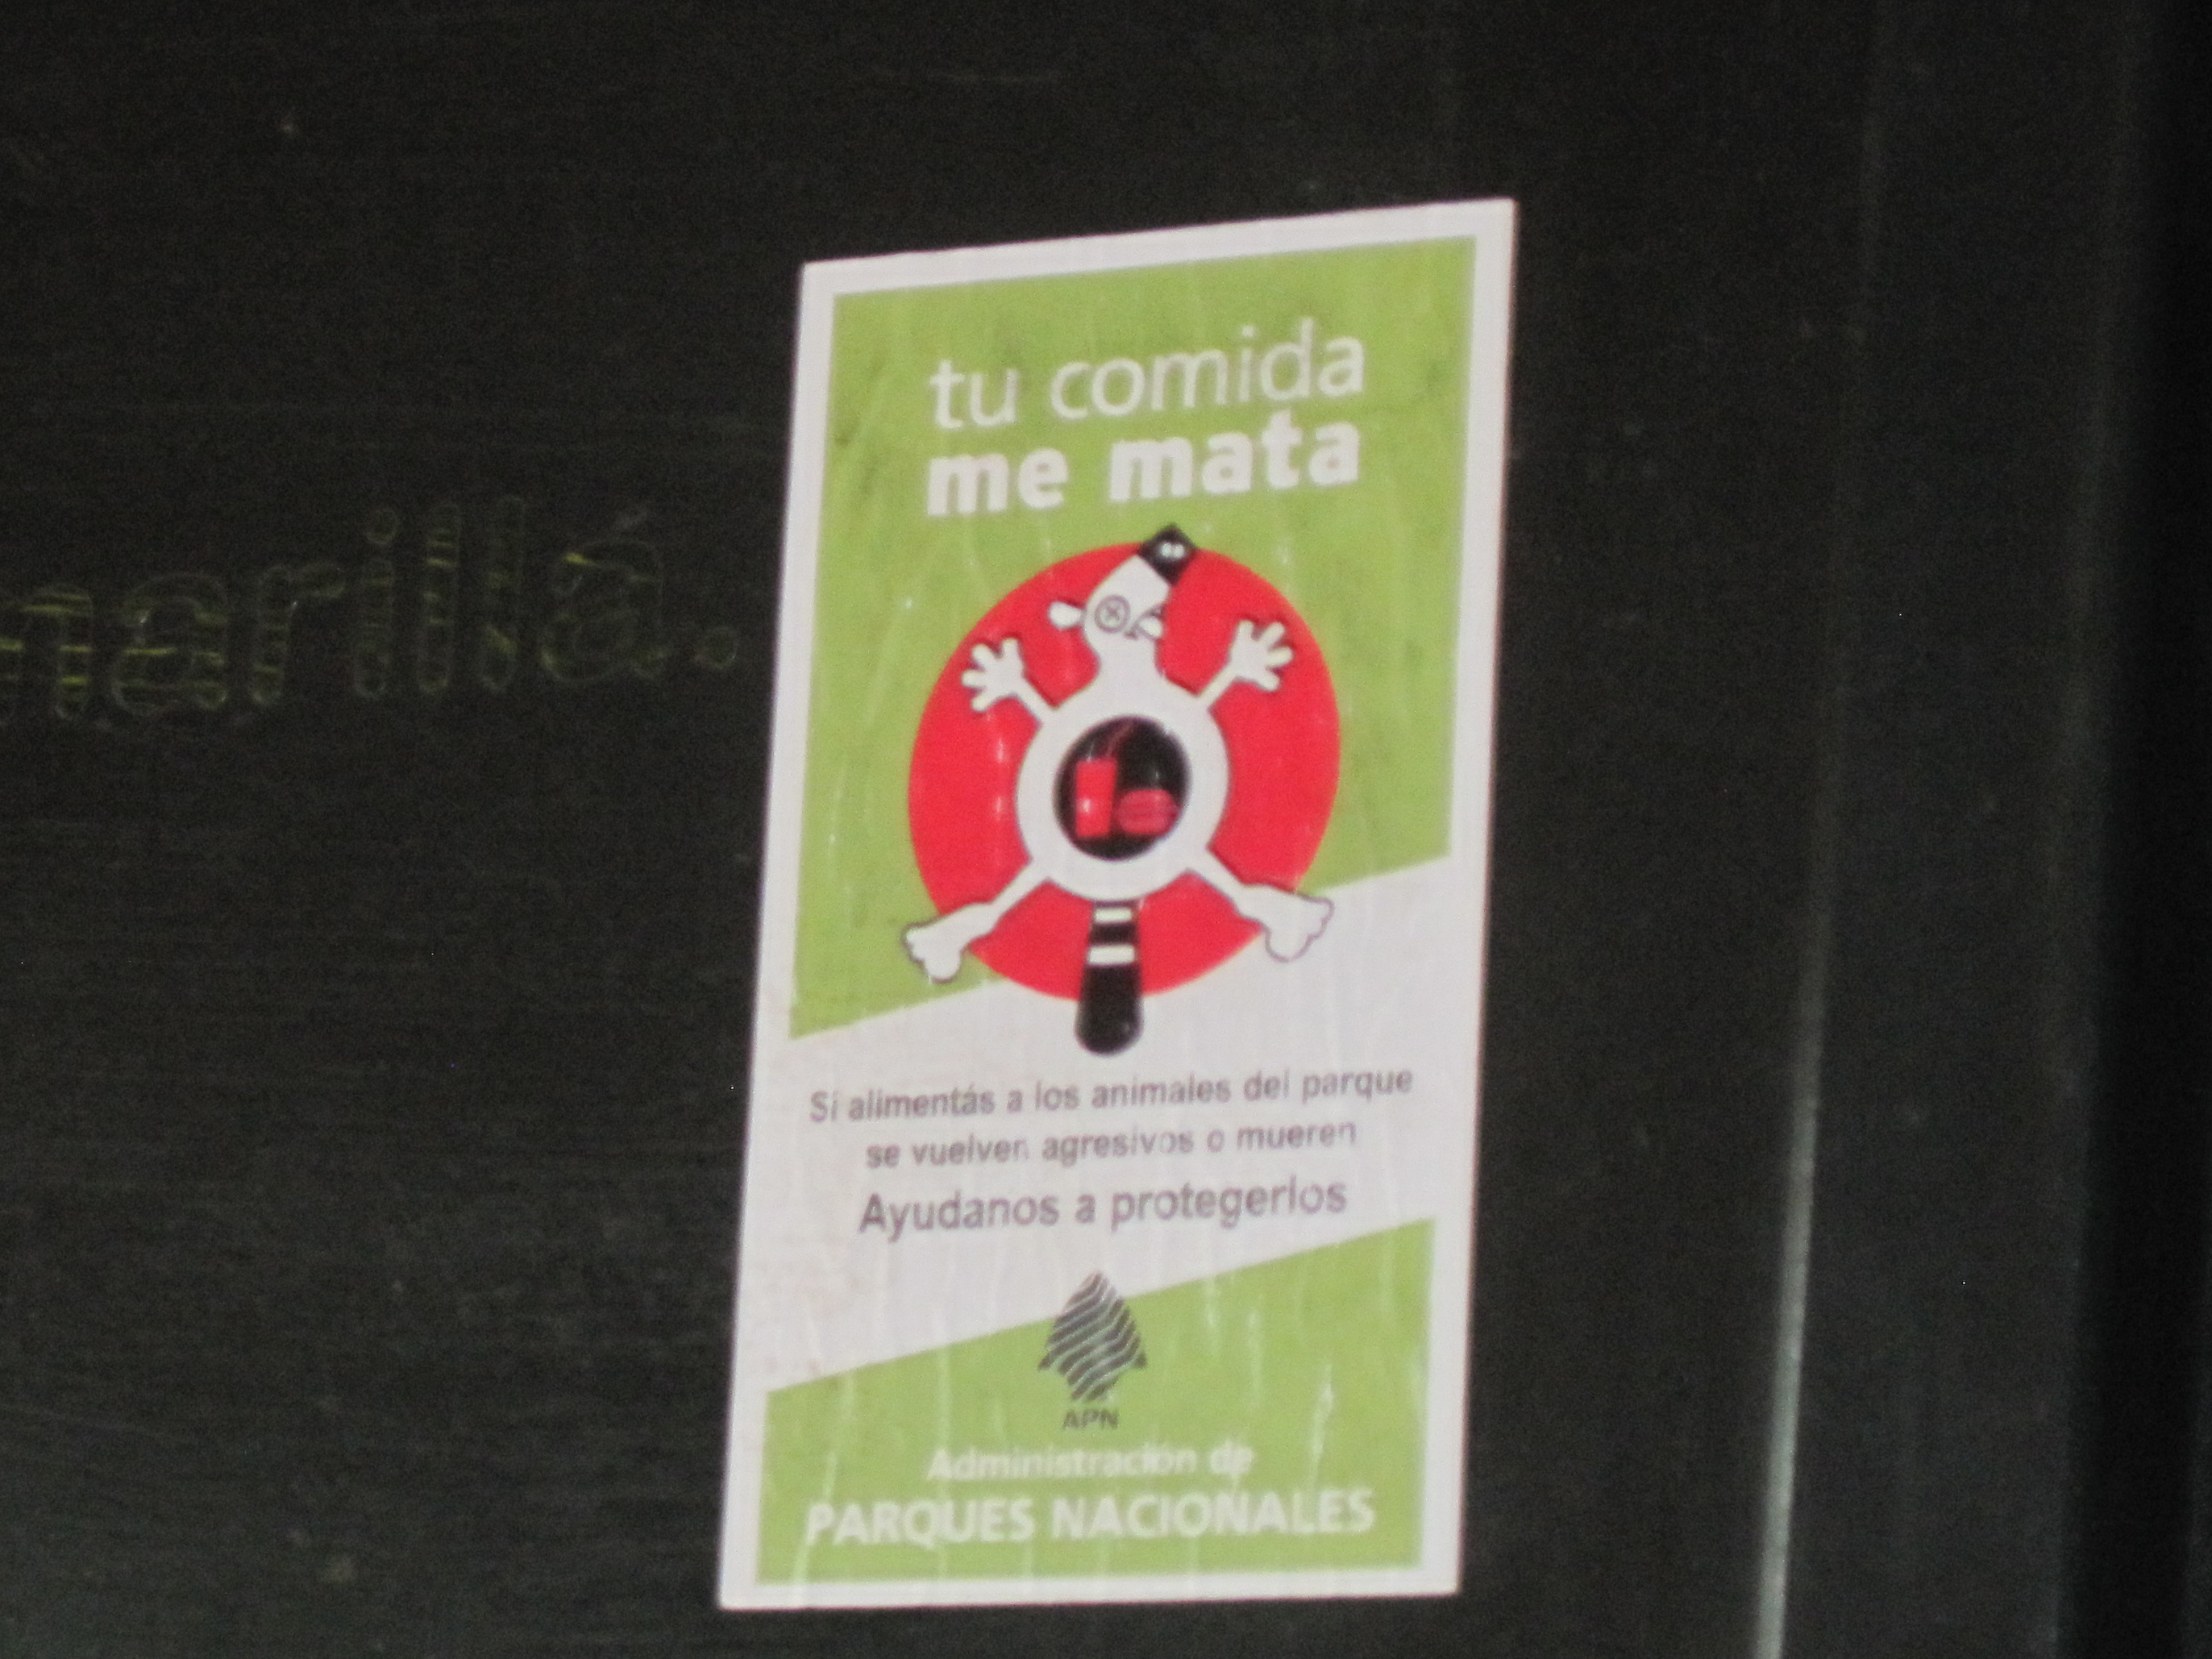 tu comida
me mata
Si alimentás a los animales del parque
se vuelven agresivos o mueren
Ayudanos a protegerlos
APN
Administración de
PARQUES NACIONALES